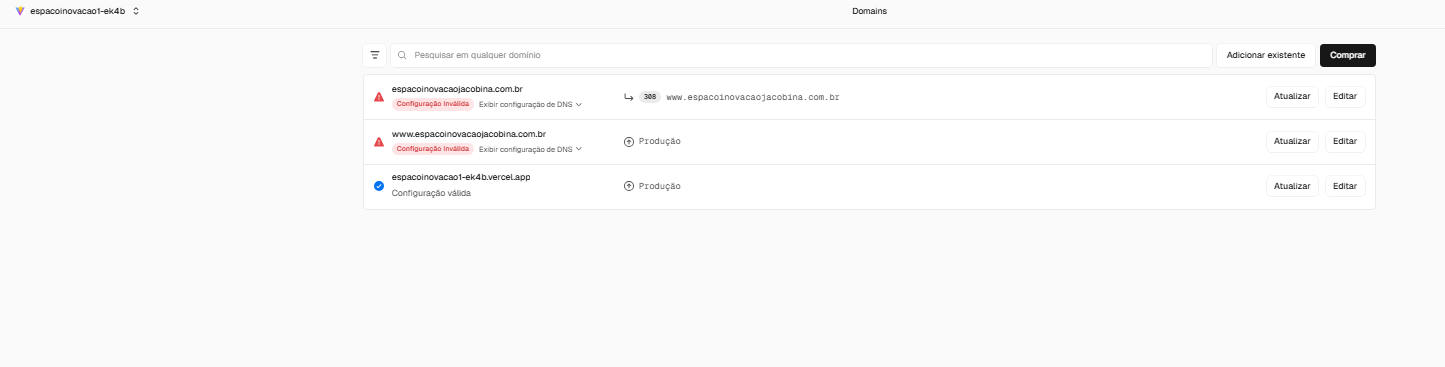 espacoinovacao1-ek4b
Domains
Pesquisar em qualquer domínio
Adicionar existente
Comprar
espacoinovacaojacobina.com.br
Configuração inválida Exibir configuração de DNS
308 www.espacoinovacaojacobina.com.br
Atualizar
Editar
www.espacoinovacaojacobina.com.br
Configuração inválida Exibir configuração de DNS
Produção
Atualizar
Editar
espacoinovacao1-ek4b.vercel.app
Configuração válida
Produção
Atualizar
Editar